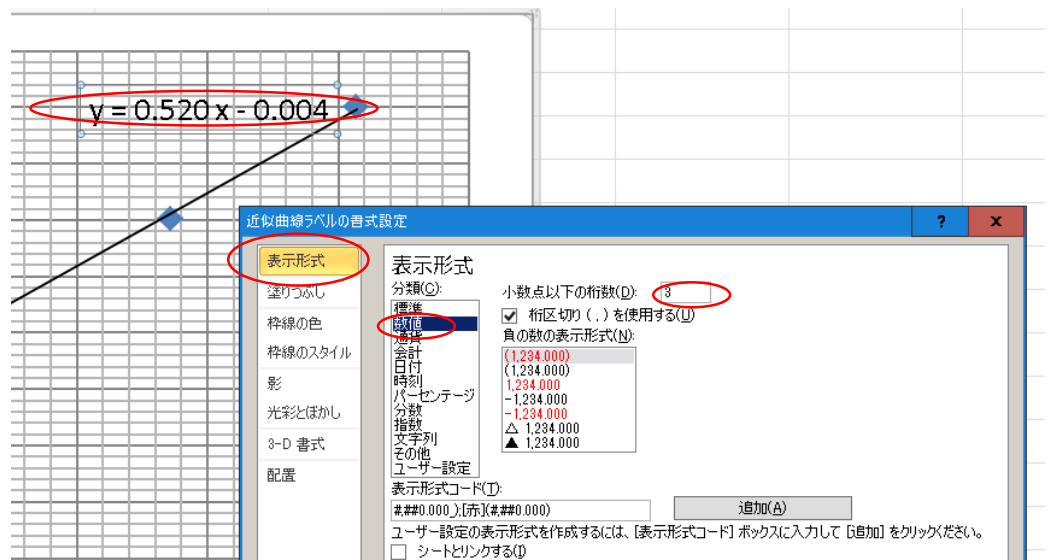 y = 0.520 x - 0.004
近似曲線ラベルの書式設定
? x
表示形式
塗りつぶし
枠線の色
枠線のスタイル
影
光彩とぼかし
3-D 書式
配置
表示形式
分類(C):
標準
数値
通貨
会計
日付
時刻
パーセンテージ
分数
指数
文字列
その他
ユーザー設定
小数点以下の桁数(D): 3
桁区切り ( , ) を使用する(U)
負の数の表示形式(N):
(1,234.000)
(1,234.000)
1,234.000
-1,234.000
-1,234.000
△ 1,234.000
▲ 1,234.000
表示形式コード(T):
#,##0.000_);[赤](#,##0.000)
追加(A)
ユーザー設定の表示形式を作成するには、[表示形式コード] ボックスに入力して [追加] をクリックください。
シートとリンクする(I)